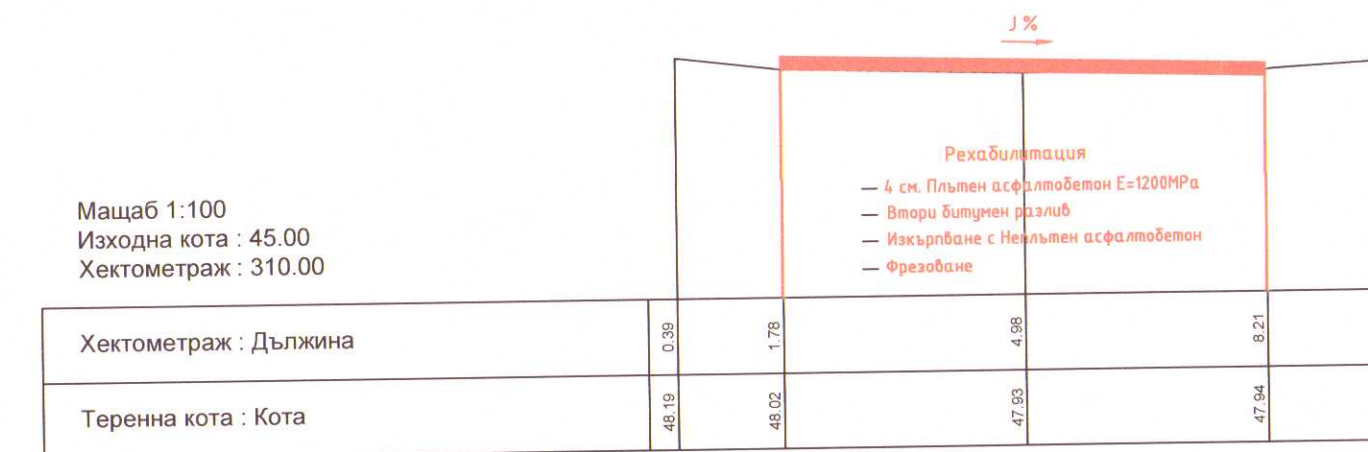 J %
Рехабилитация
— 4 см. Плътен асфалтобетон E=1200MPa
— Втори битумен разлив
— Изкърпване с Неплътен асфалтобетон
— Фрезоване
Мащаб 1:100
Изходна кота : 45.00
Хектометраж : 310.00
Хектометраж : Дължина 0.39 1.78 4.98 8.21
Теренна кота : Кота 48.19 48.02 47.93 47.94